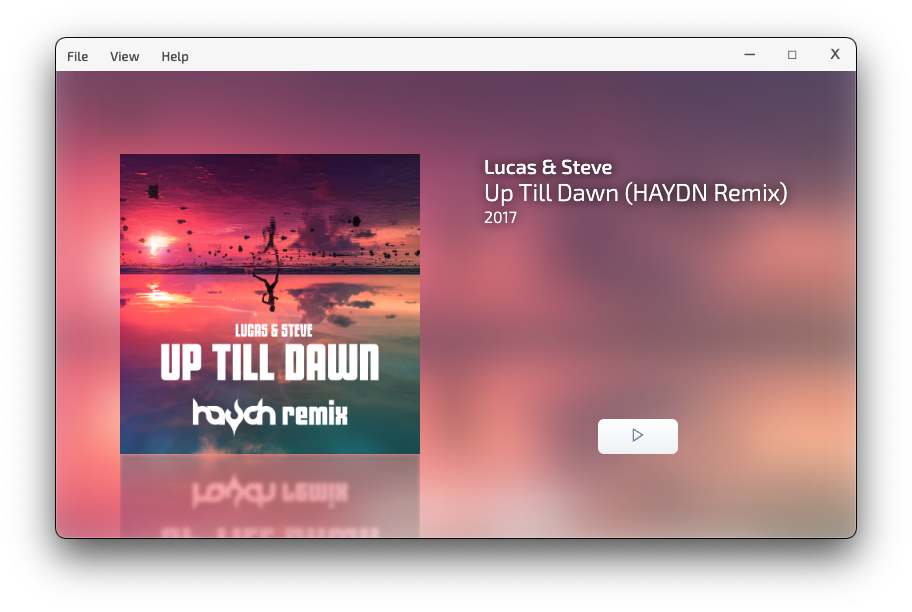 File View Help
X
Lucas & Steve
Up Till Dawn (HAYDN Remix)
2017
LUCAS & STEVE
UP TILL DAWN
haydn remix